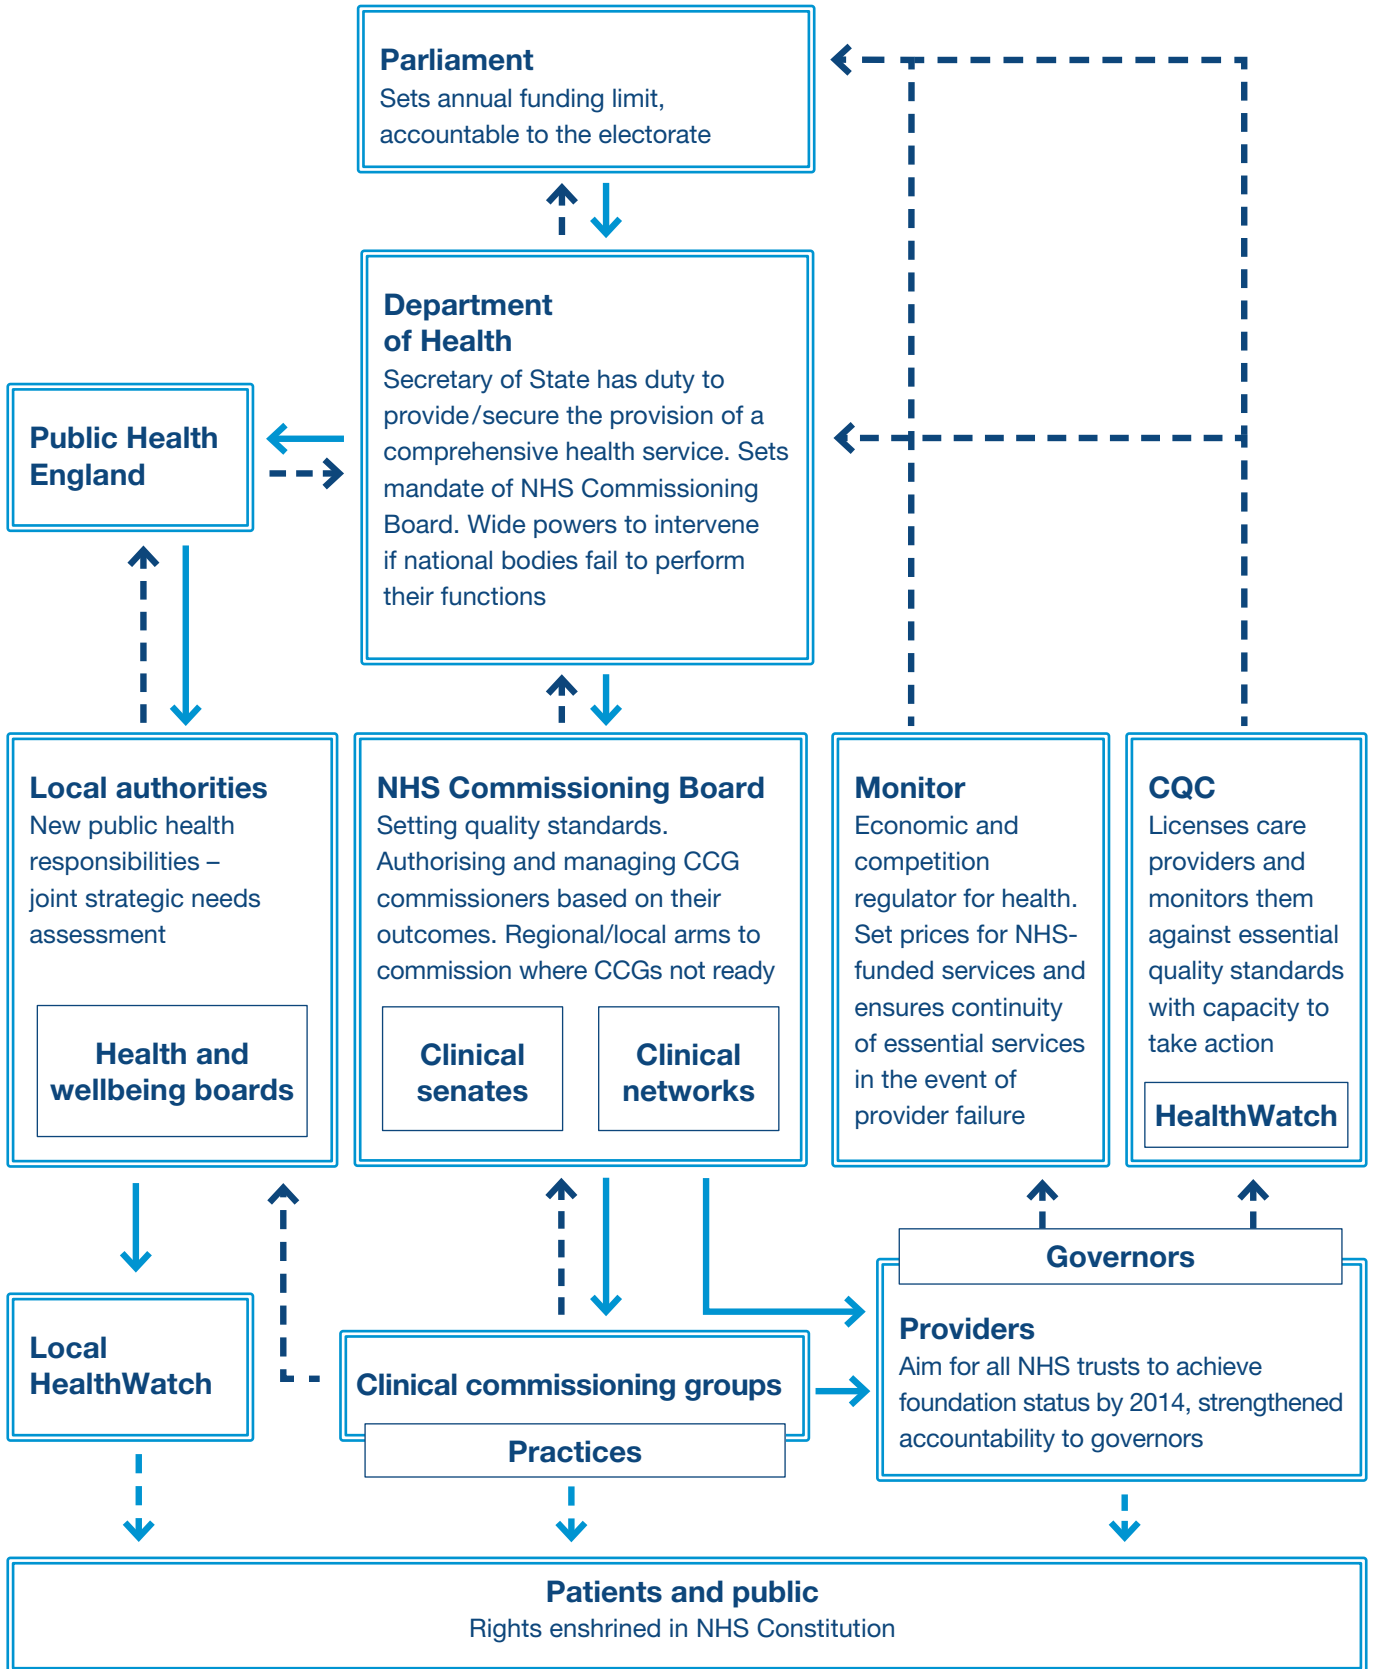 Parliament
Sets annual funding limit,
accountable to the electorate
Department
of Health
Secretary of State has duty to
provide/secure the provision of a
comprehensive health service. Sets
mandate of NHS Commissioning
Board. Wide powers to intervene
if national bodies fail to perform
their functions
Public Health
England
Local authorities
New public health
responsibilities –
joint strategic needs
assessment
Health and
wellbeing boards
NHS Commissioning Board
Setting quality standards.
Authorising and managing CCG
commissioners based on their
outcomes. Regional/local arms to
commission where CCGs not ready
Clinical
senates
Clinical
networks
Monitor
Economic and
competition
regulator for health.
Set prices for NHS-
funded services and
ensures continuity
of essential services
in the event of
provider failure
CQC
Licenses care
providers and
monitors them
against essential
quality standards
with capacity to
take action
HealthWatch
Local
HealthWatch
Clinical commissioning groups
Practices
Governors
Providers
Aim for all NHS trusts to achieve
foundation status by 2014, strengthened
accountability to governors
Patients and public
Rights enshrined in NHS Constitution